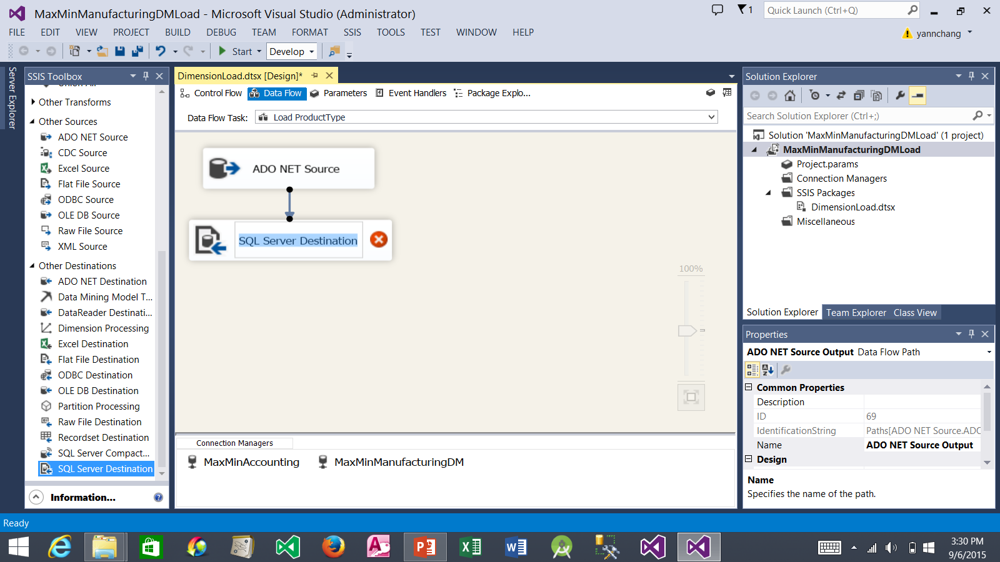 MaxMinManufacturingDMLoad - Microsoft Visual Studio (Administrator)
1
Quick Launch (Ctrl+Q)
FILE EDIT VIEW PROJECT BUILD DEBUG TEAM FORMAT SSIS TOOLS TEST WINDOW HELP
yannchang
Start
Develop
Server Explorer
SSIS Toolbox
Union All
Other Transforms
Other Sources
ADO NET Source
CDC Source
Excel Source
Flat File Source
ODBC Source
OLE DB Source
Raw File Source
XML Source
Other Destinations
ADO NET Destination
Data Mining Model T...
DataReader Destinati...
Dimension Processing
Excel Destination
Flat File Destination
ODBC Destination
OLE DB Destination
Partition Processing
Raw File Destination
Recordset Destination
SQL Server Compact...
SQL Server Destination
Information...
DimensionLoad.dtsx [Design]*
Control Flow Data Flow Parameters Event Handlers Package Explo...
Data Flow Task: Load ProductType
ADO NET Source
SQL Server Destination
100%
Connection Managers
MaxMinAccounting MaxMinManufacturingDM
Solution Explorer
Search Solution Explorer (Ctrl+;)
Solution 'MaxMinManufacturingDMLoad' (1 project)
MaxMinManufacturingDMLoad
Project.params
Connection Managers
SSIS Packages
DimensionLoad.dtsx
Miscellaneous
Solution Explorer Team Explorer Class View
Properties
ADO NET Source Output Data Flow Path
Common Properties
Description
ID 69
IdentificationString Paths[ADO NET Source.ADO
Name ADO NET Source Output
Design
Name
Specifies the name of the path.
Ready
3:30 PM
9/6/2015